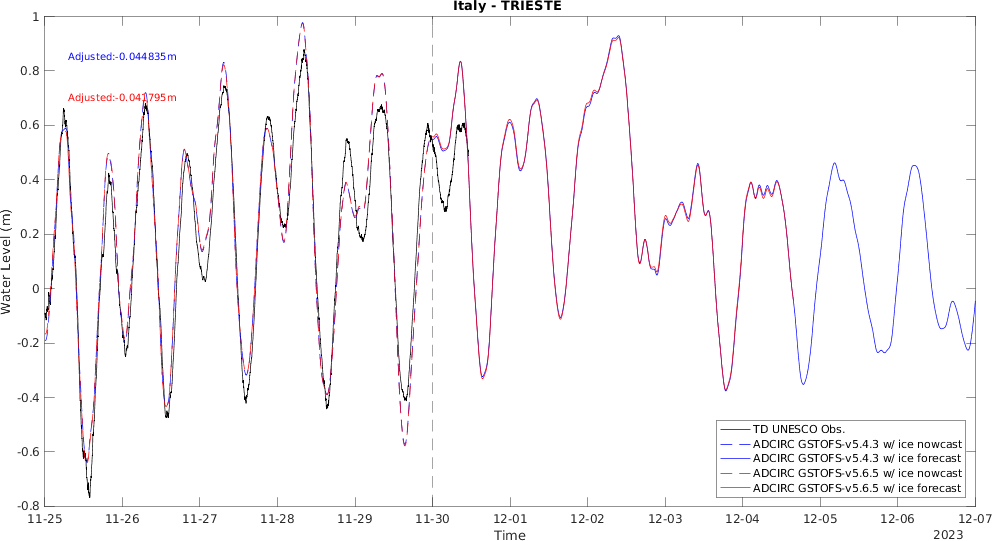 Italy - TRIESTE
Adjusted:-0.044835m
Adjusted:-0.041795m
Water Level (m)
1
0.8
0.6
0.4
0.2
0
-0.2
-0.4
-0.6
-0.8
TD UNESCO Obs.
ADCIRC GSTOFS-v5.4.3 w/ ice nowcast
ADCIRC GSTOFS-v5.4.3 w/ ice forecast
ADCIRC GSTOFS-v5.6.5 w/ ice nowcast
ADCIRC GSTOFS-v5.6.5 w/ ice forecast
11-25 11-26 11-27 11-28 11-29 11-30 12-01 12-02 12-03 12-04 12-05 12-06 12-07
Time
2023